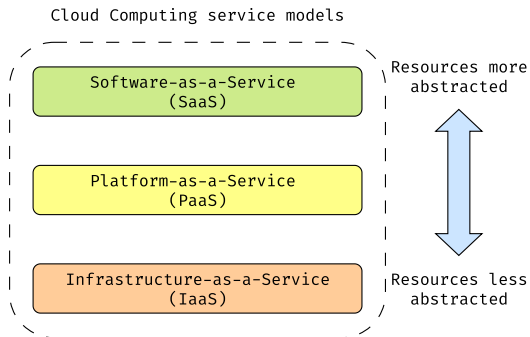 Cloud Computing service models
Software-as-a-Service
(SaaS)
Resources more
abstracted
Platform-as-a-Service
(PaaS)
Infrastructure-as-a-Service
(IaaS)
Resources less
abstracted